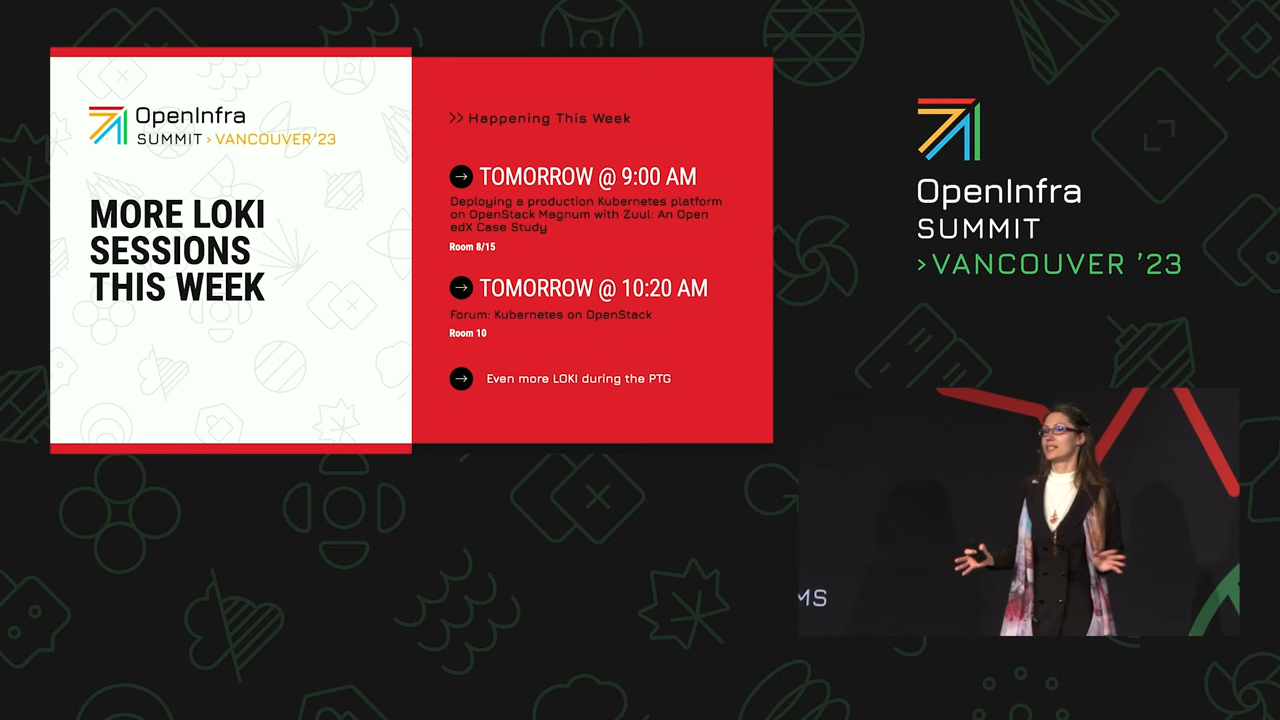 OpenInfra
SUMMIT › VANCOUVER '23
MORE LOKI
SESSIONS
THIS WEEK
>> Happening This Week
TOMORROW @ 9:00 AM
Deploying a production Kubernetes platform
on OpenStack Magnum with Zuul: An Open
edX Case Study
Room 8/15
TOMORROW @ 10:20 AM
Forum: Kubernetes on OpenStack
Room 10
Even more LOKI during the PTG
OpenInfra
SUMMIT
›VANCOUVER '23
MS